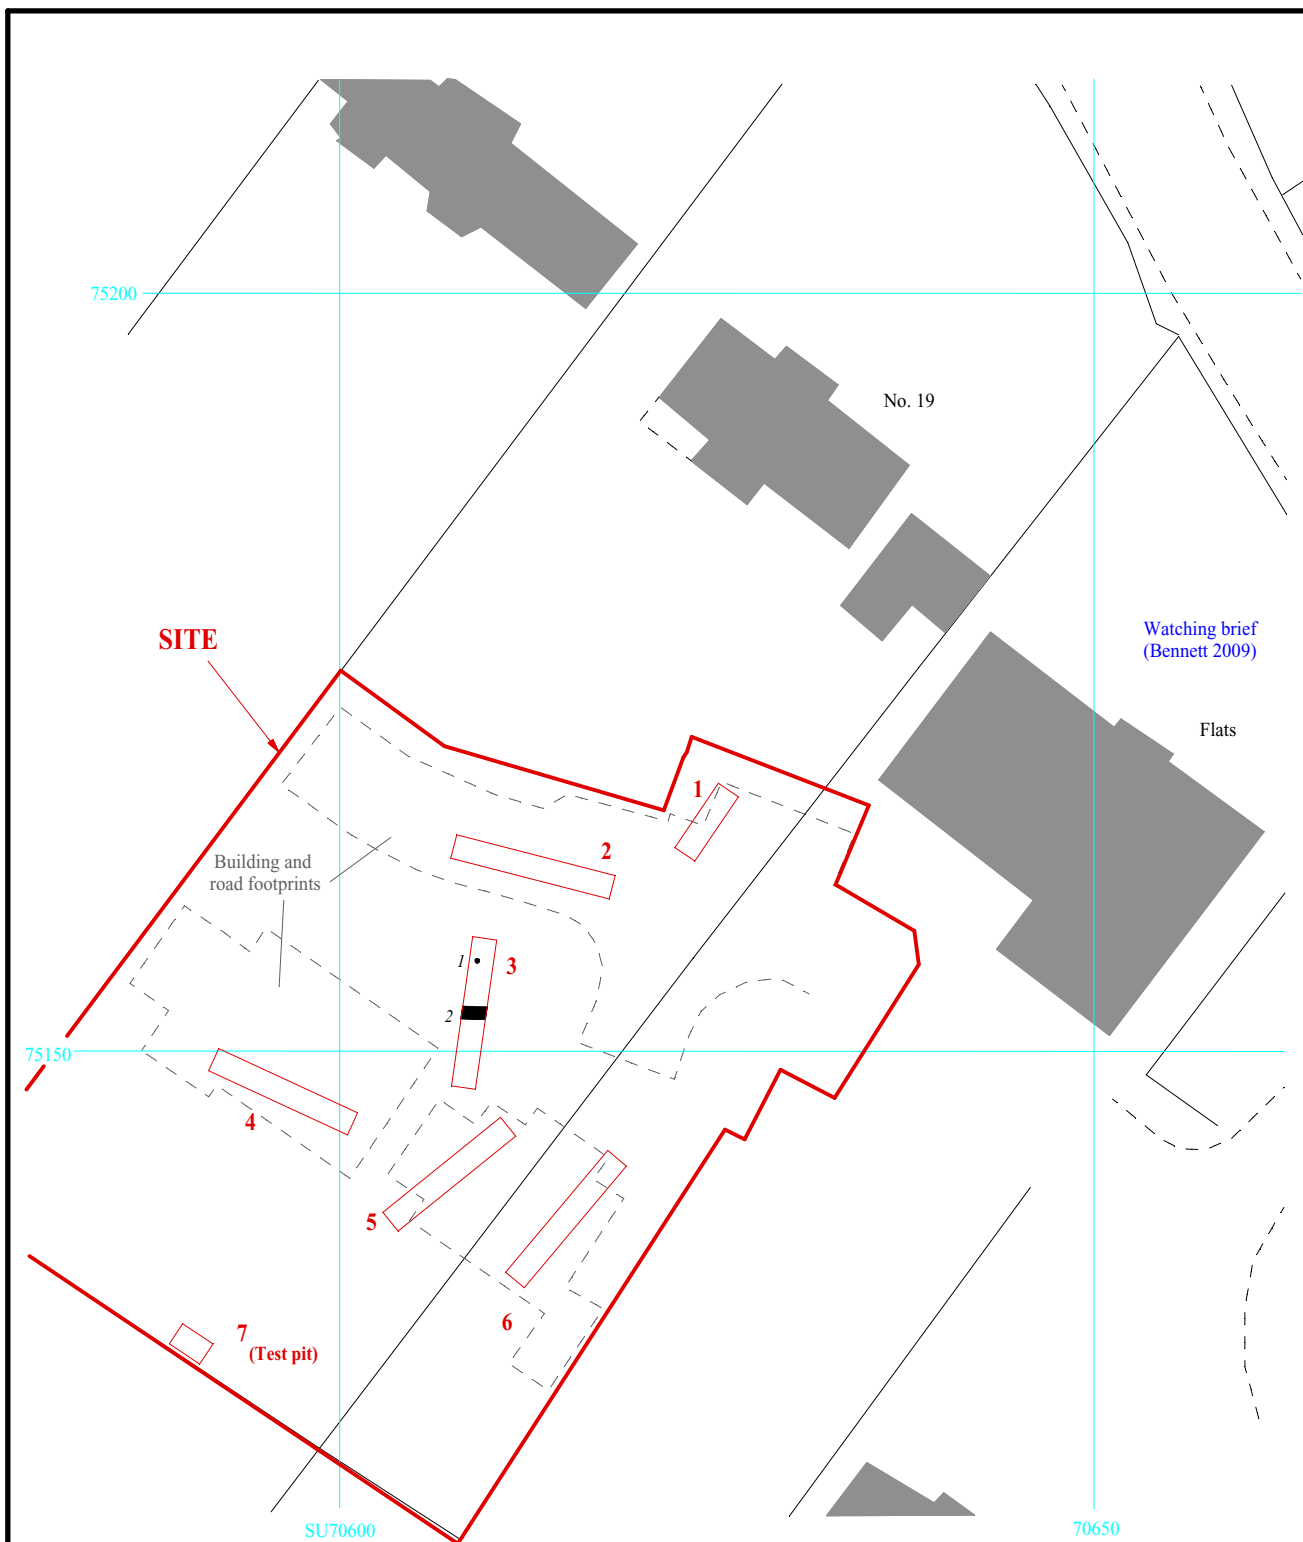 75200
No. 19
SITE
Watching brief
(Bennett 2009)
Flats
1
2
Building and
road footprints
1
3
2
75150
4
5
6
7
(Test pit)
SU70600
70650